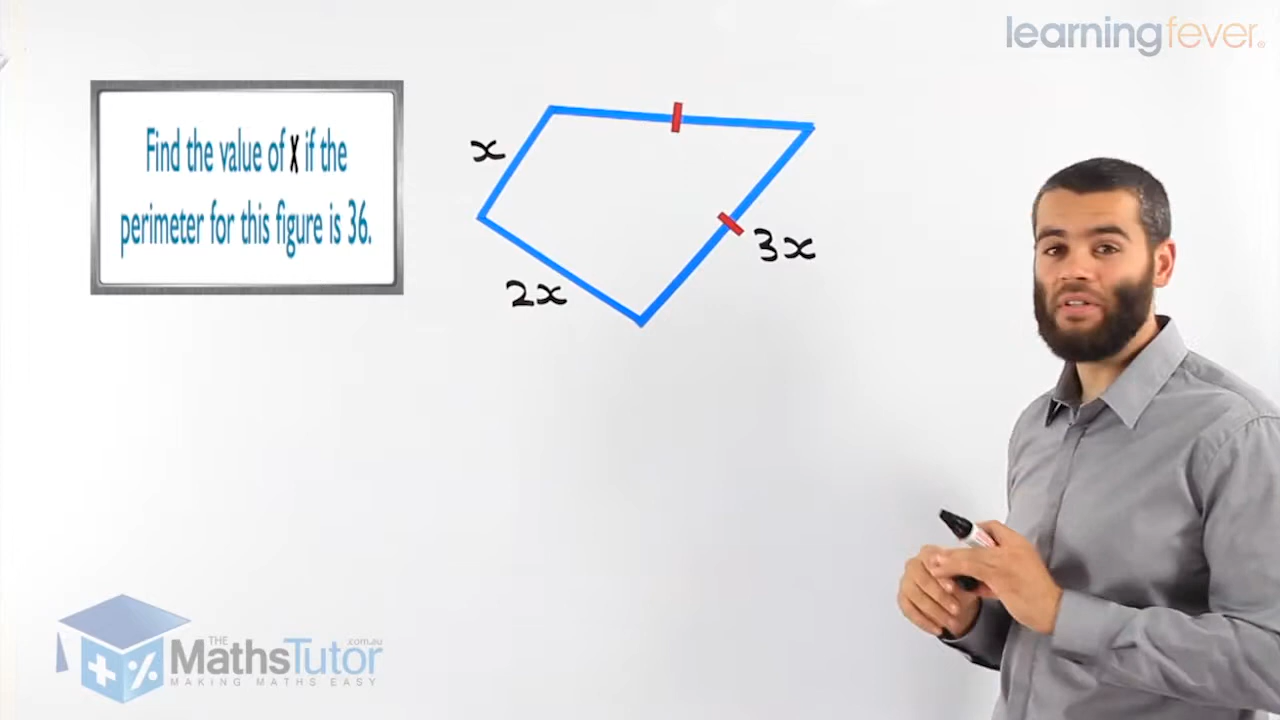 learningfever®
Find the value of x if the
perimeter for this figure is 36.
x
3x
2x
THE MathsTutor .com.au
MAKING MATHS EASY